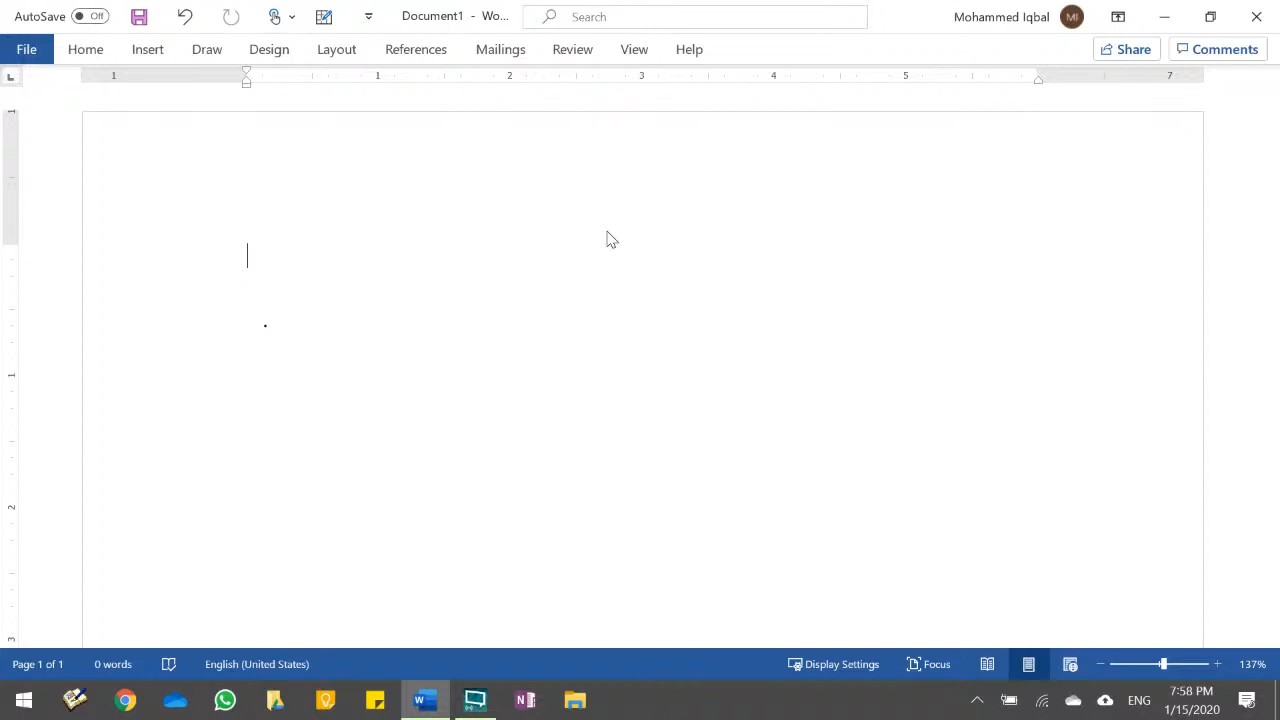 AutoSave Off Document1 - Wo... Search Mohammed Iqbal MI
File Home Insert Draw Design Layout References Mailings Review View Help Share Comments
1 1 2 3 4 5 7
1
1
2
3
Page 1 of 1 0 words English (United States) Display Settings Focus 137%
W N ENG 7:58 PM
1/15/2020